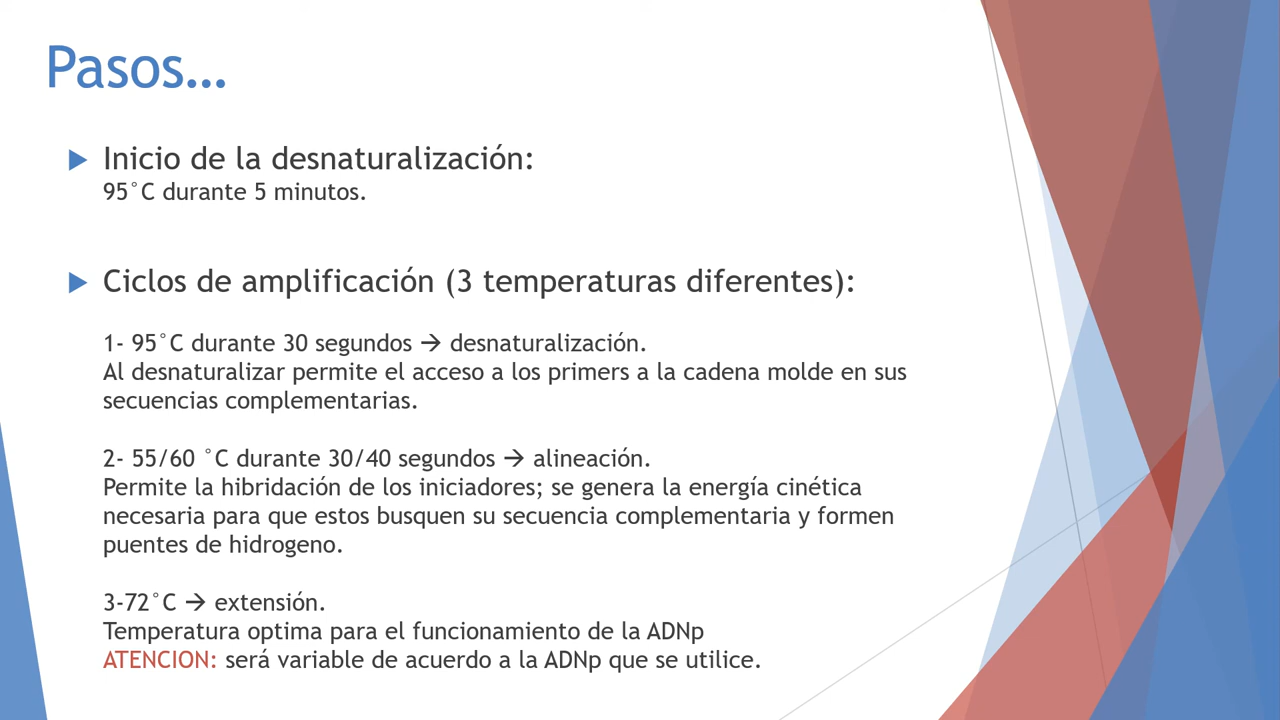 Pasos...
Inicio de la desnaturalización:
95°C durante 5 minutos.
Ciclos de amplificación (3 temperaturas diferentes):
1- 95°C durante 30 segundos → desnaturalización.
Al desnaturalizar permite el acceso a los primers a la cadena molde en sus
secuencias complementarias.
2- 55/60 °C durante 30/40 segundos → alineación.
Permite la hibridación de los iniciadores; se genera la energía cinética
necesaria para que estos busquen su secuencia complementaria y formen
puentes de hidrogeno.
3-72°C → extensión.
Temperatura optima para el funcionamiento de la ADNp
ATENCION: será variable de acuerdo a la ADNp que se utilice.